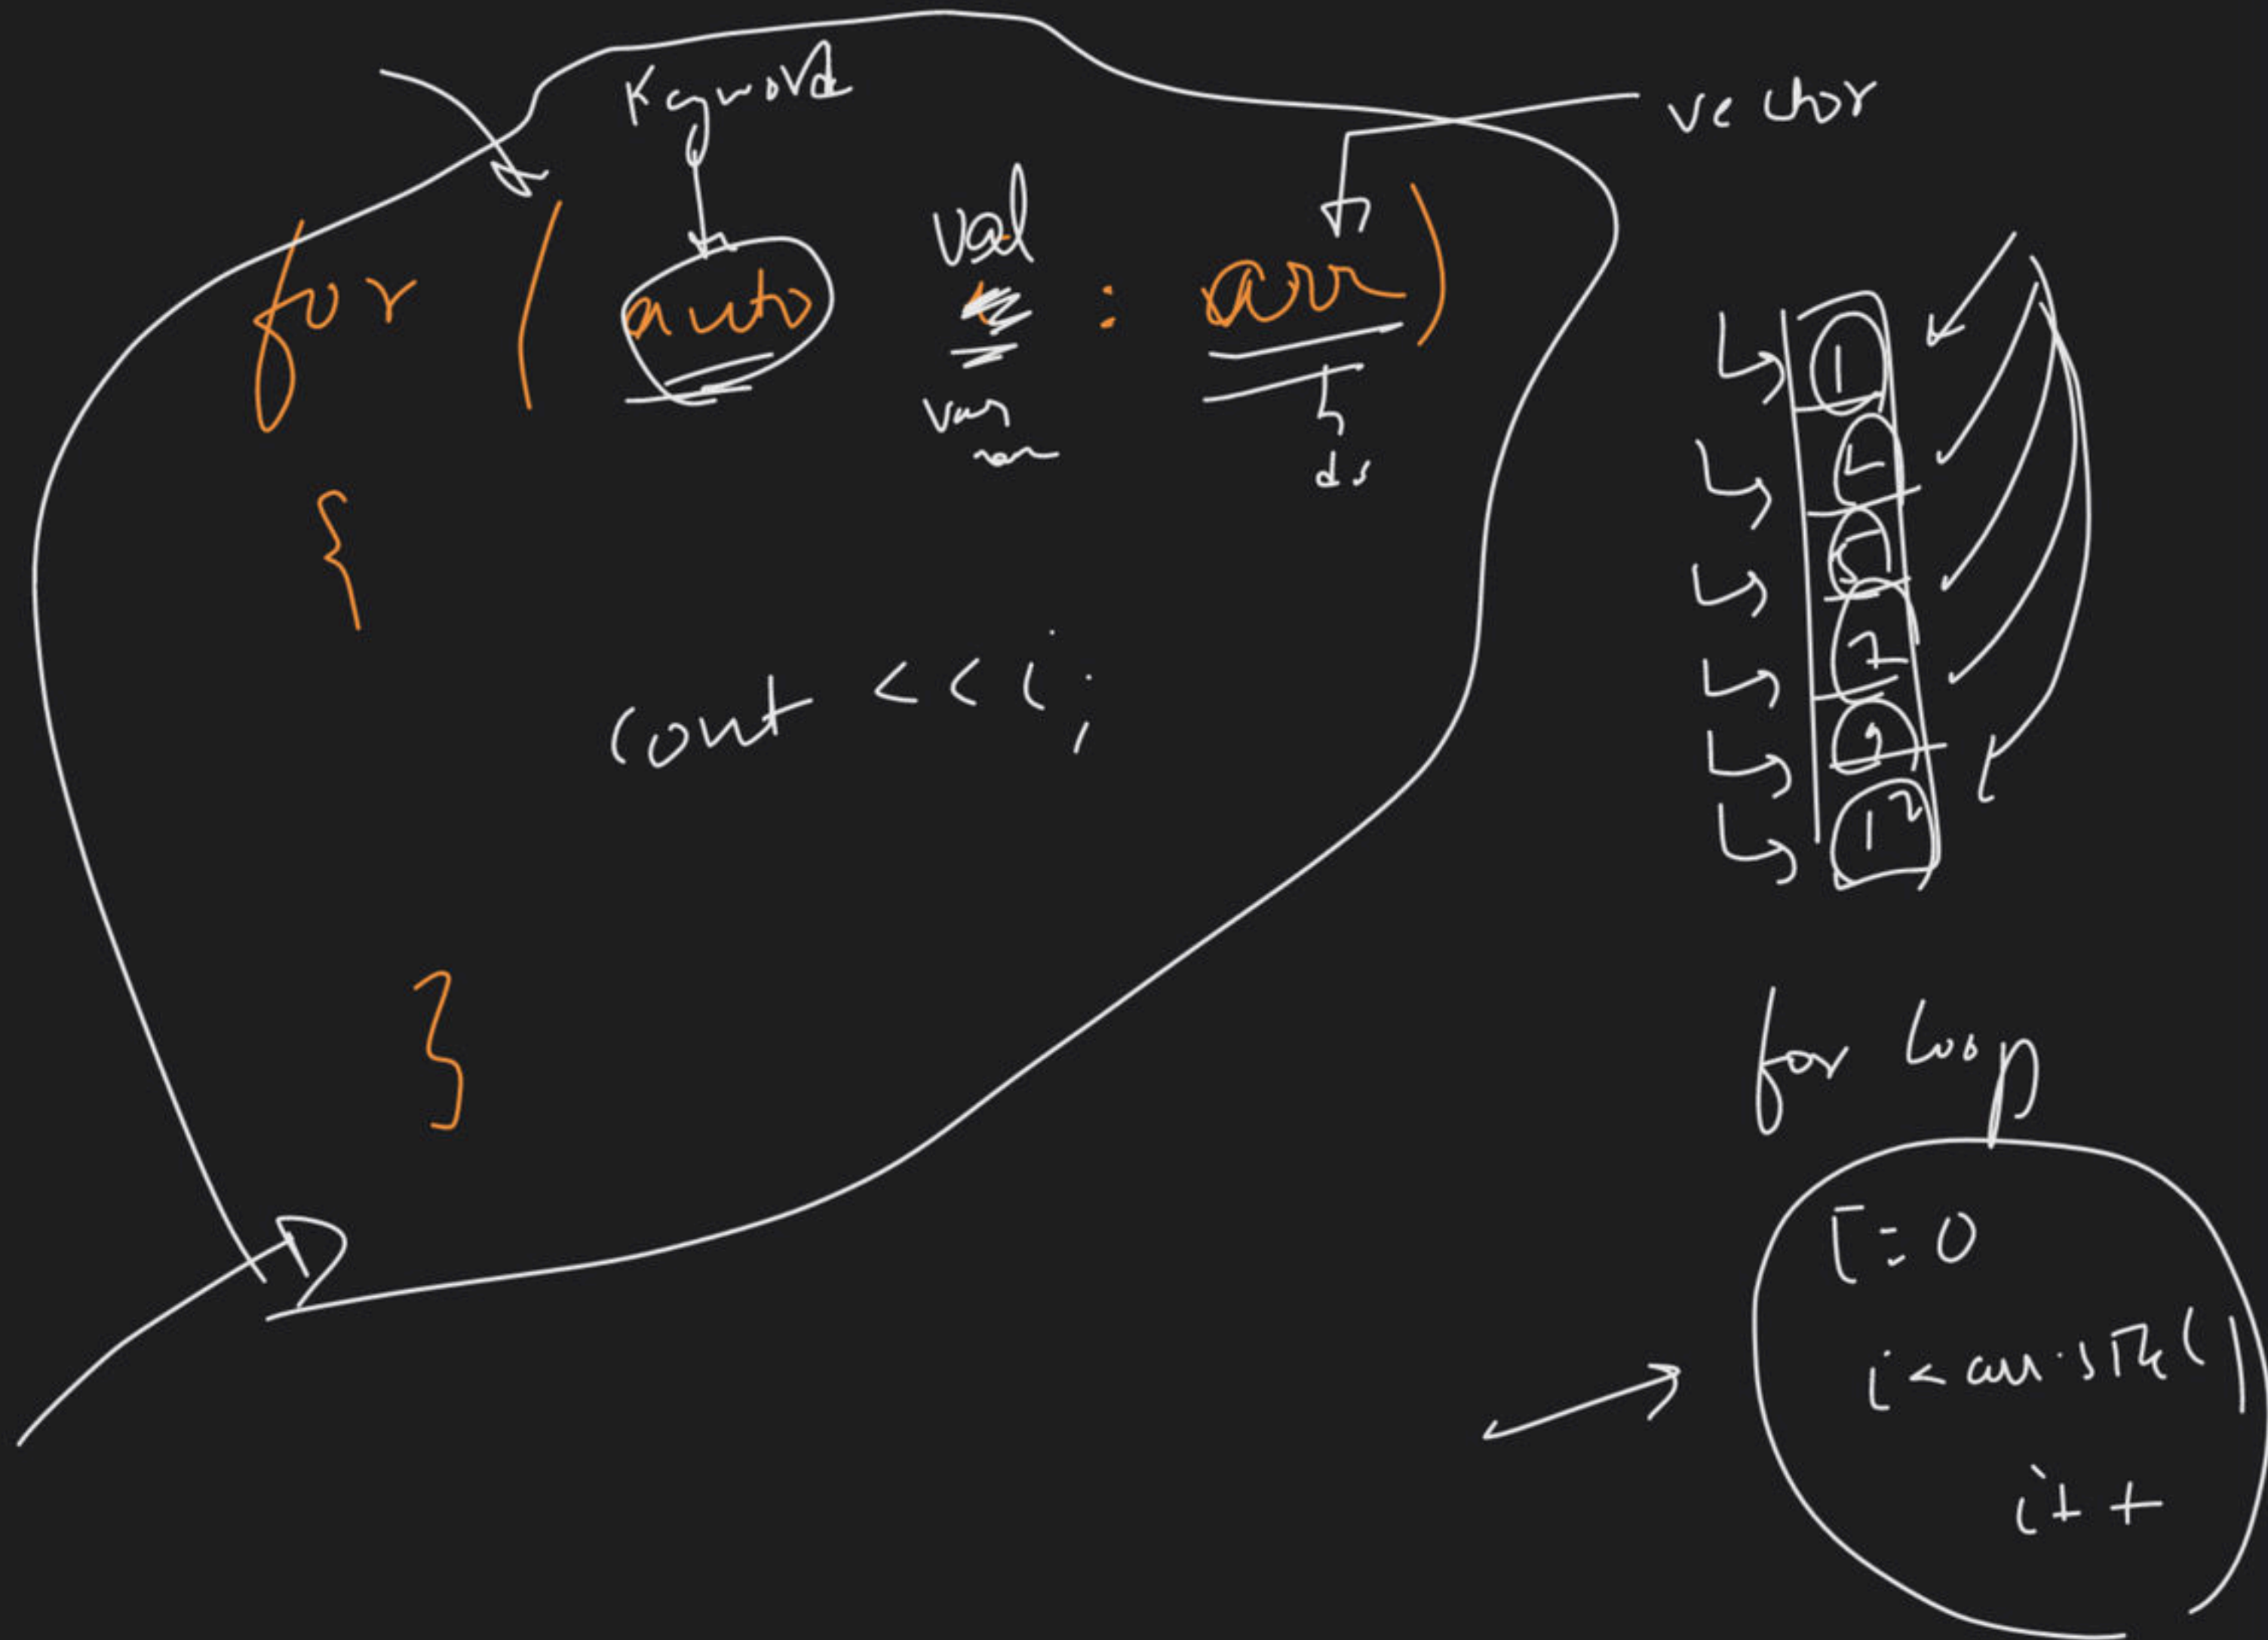 Keyword
vector
val
for ( auto : arr )
var
ds
{
cout << i;
}
1
5
7
9
12
for loop
i = 0
i < arr.size()
i++